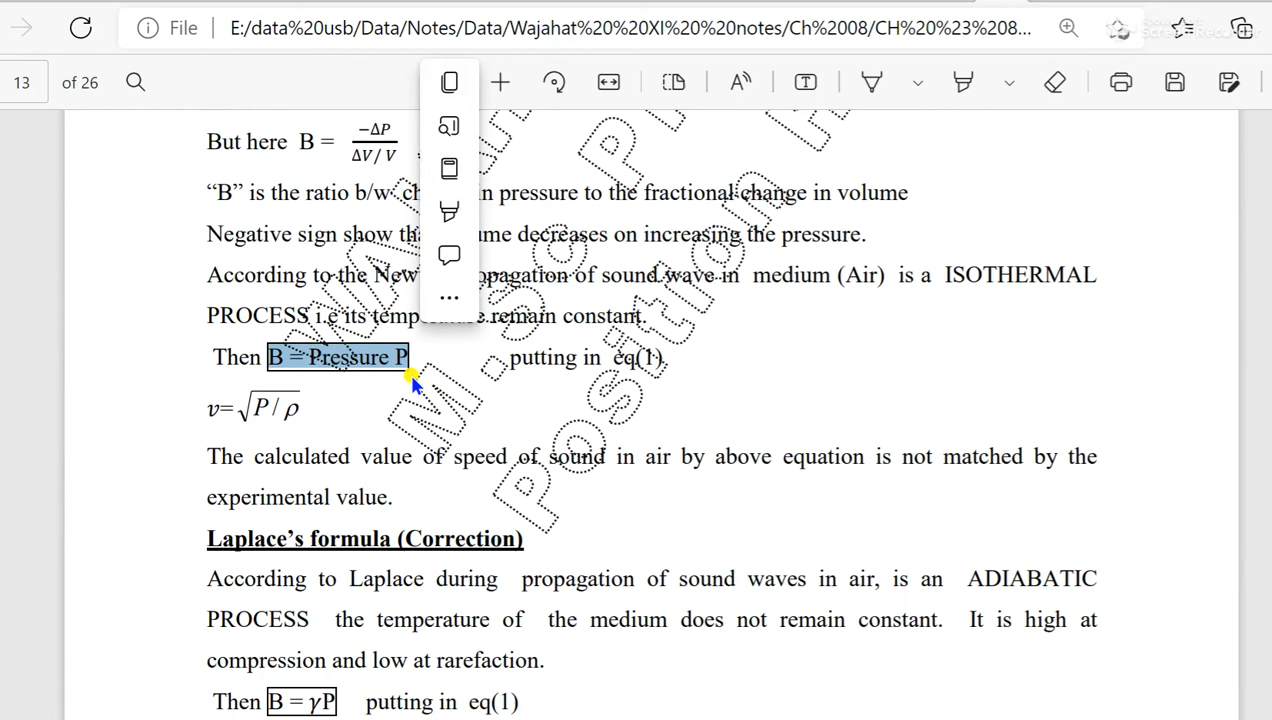 File E:/data%20usb/Data/Notes/Data/Wajahat%20%20XI%20%20notes/Ch%2008/CH%20%23%208...
13 of 26
But here B = −ΔP / ΔV/ V
“B” is the ratio b/w in pressure to the fractional change in volume
Negative sign show decreases on increasing the pressure.
According to the propagation of sound wave in medium (Air) is a ISOTHERMAL
PROCESS i.e its remain constant.
Then B = Pressure P putting in eq(1)
v=√P / ρ
The calculated value of speed of sound in air by above equation is not matched by the
experimental value.
Laplace’s formula (Correction)
According to Laplace during propagation of sound waves in air, is an ADIABATIC
PROCESS the temperature of the medium does not remain constant. It is high at
compression and low at rarefaction.
Then B = γP putting in eq(1)